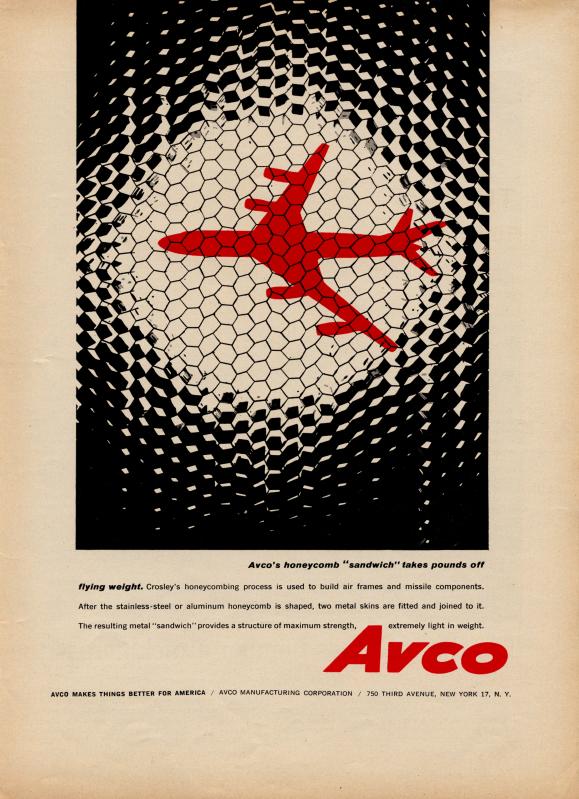 Avco's honeycomb "sandwich" takes pounds off
flying weight. Crosley's honeycombing process is used to build air frames and missile components.
After the stainless-steel or aluminum honeycomb is shaped, two metal skins are fitted and joined to it.
The resulting metal "sandwich" provides a structure of maximum strength, extremely light in weight.
Avco
AVCO MAKES THINGS BETTER FOR AMERICA / AVCO MANUFACTURING CORPORATION / 750 THIRD AVENUE, NEW YORK 17, N. Y.